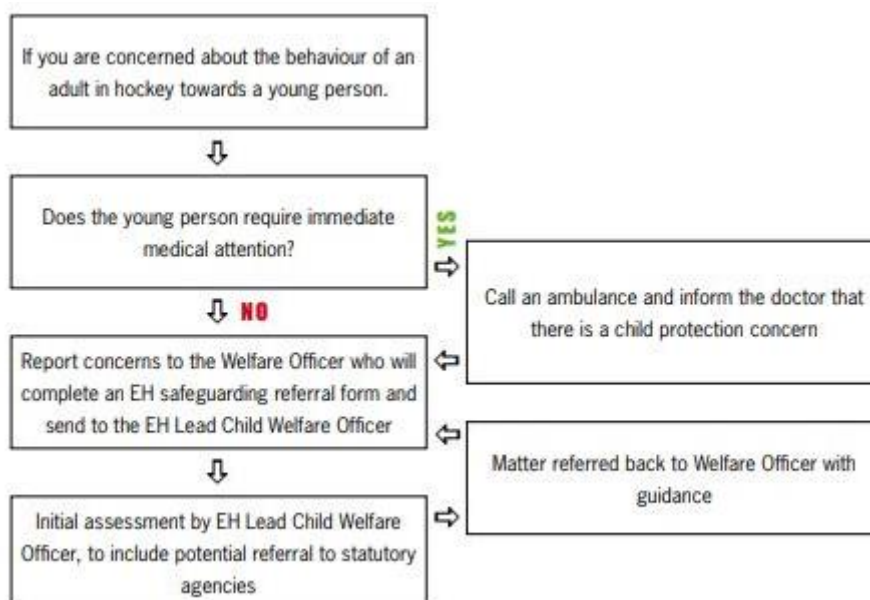 If you are concerned about the behaviour of an
adult in hockey towards a young person.
Does the young person require immediate
medical attention?
YES
Call an ambulance and inform the doctor that
there is a child protection concern
NO
Report concerns to the Welfare Officer who will
complete an EH safeguarding referral form and
send to the EH Lead Child Welfare Officer
Matter referred back to Welfare Officer with
guidance
Initial assessment by EH Lead Child Welfare
Officer, to include potential referral to statutory
agencies